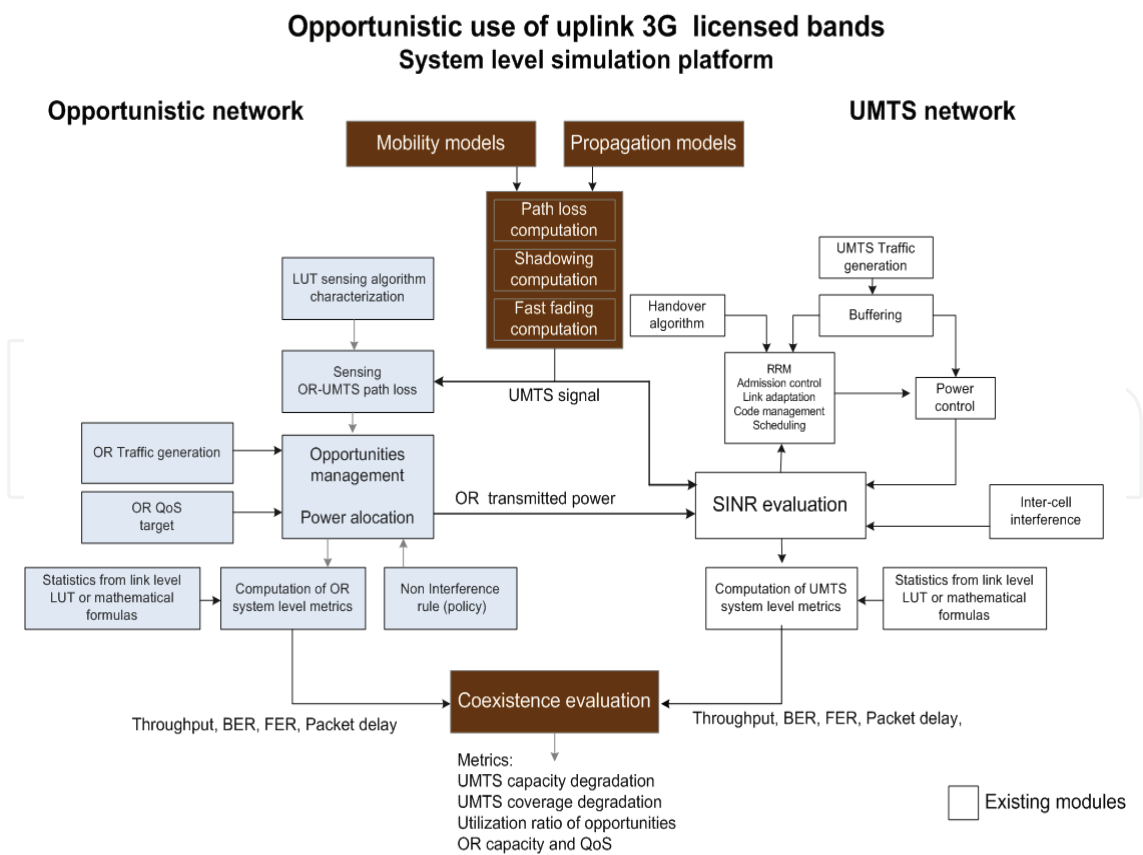 Opportunistic use of uplink 3G licensed bands
System level simulation platform
Opportunistic network
UMTS network
Mobility models
Propagation models
Path loss
computation
Shadowing
computation
Fast fading
computation
UMTS Traffic
generation
LUT sensing algorithm
characterization
Handover
algorithm
Buffering
Sensing
OR-UMTS path loss
UMTS signal
RRM
Admission control
Link adaptation
Code management
Scheduling
Power
control
OR Traffic generation
Opportunities
management
Power alocation
OR QoS
target
OR transmitted power
SINR evaluation
Inter-cell
interference
Statistics from link level
LUT or mathematical
formulas
Computation of OR
system level metrics
Non Interference
rule (policy)
Computation of UMTS
system level metrics
Statistics from link level
LUT or mathematical
formulas
Coexistence evaluation
Throughput, BER, FER, Packet delay
Throughput, BER, FER, Packet delay,
Metrics:
UMTS capacity degradation
UMTS coverage degradation
Utilization ratio of opportunities
OR capacity and QoS
Existing modules